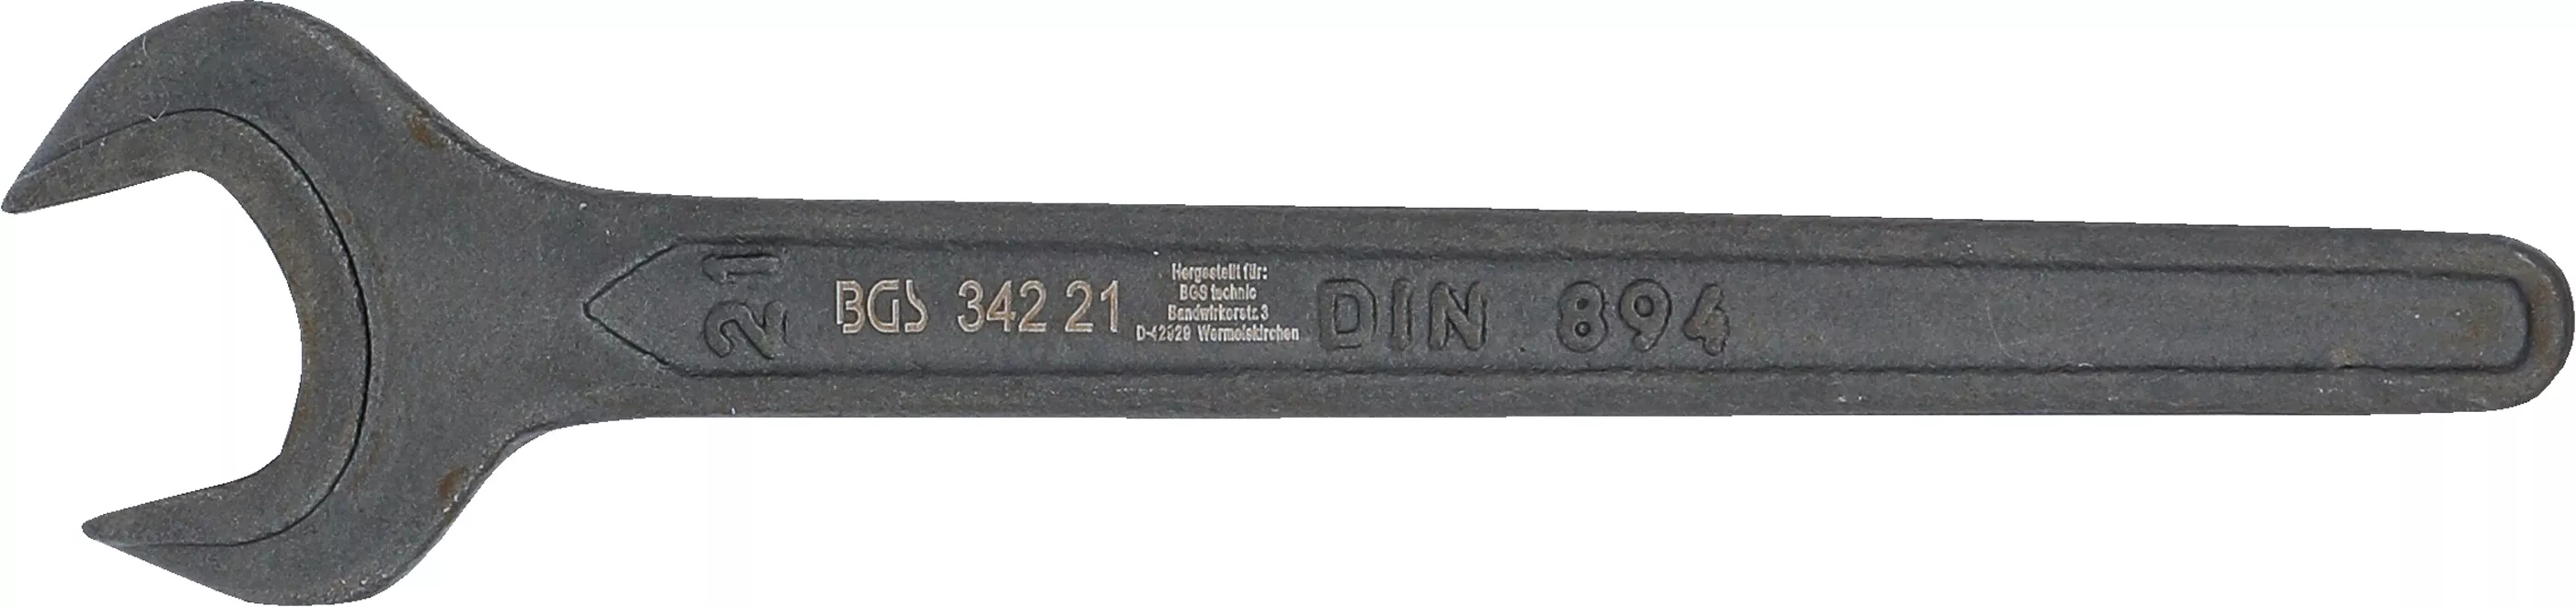 21
BGS 342 21
Hergestellt für:
BGS technic
Bandwirkerstr. 3
D-42929 Wermelskirchen
DIN 894